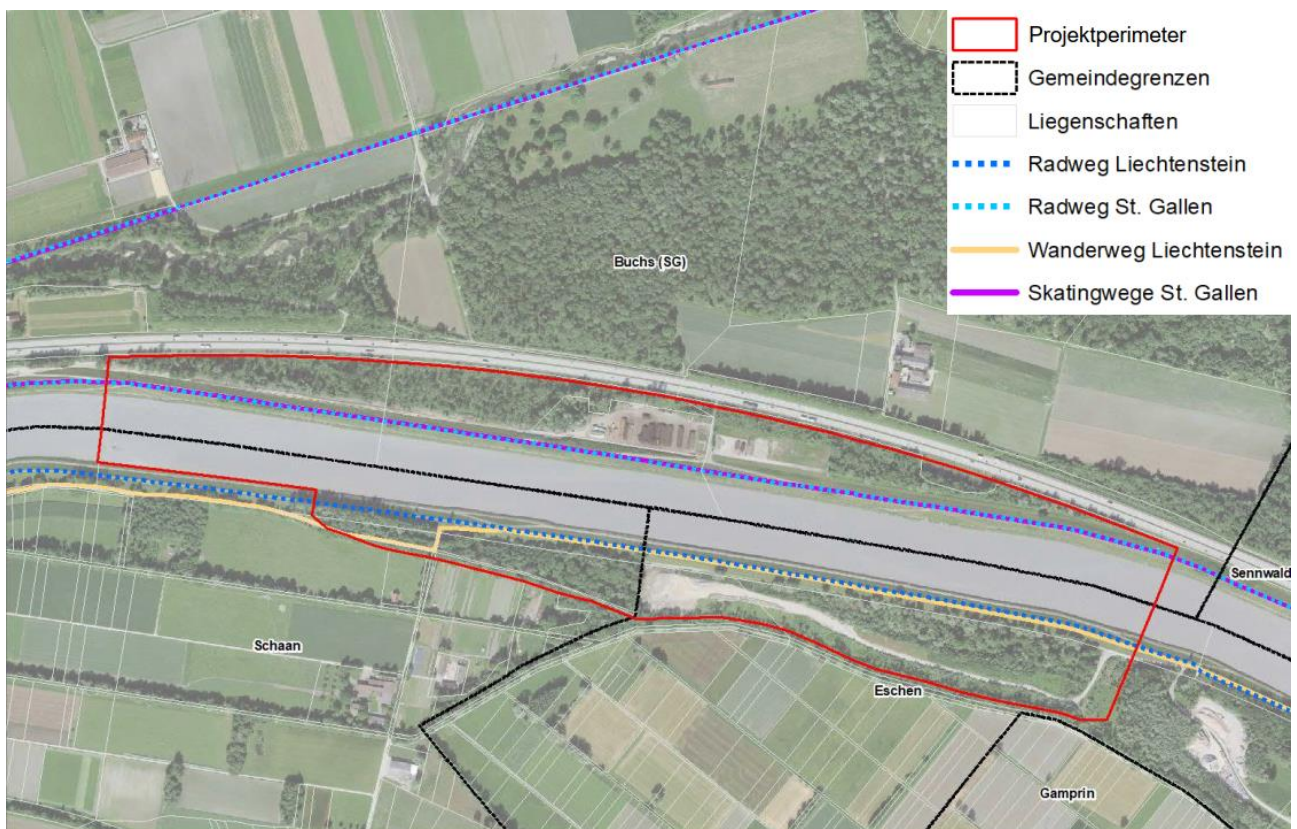 Projektperimeter
Gemeindegrenzen
Liegenschaften
Radweg Liechtenstein
Radweg St. Gallen
Wanderweg Liechtenstein
Skatingwege St. Gallen
Buchs (SG)
Sennwald
Schaan
Eschen
Gamprin